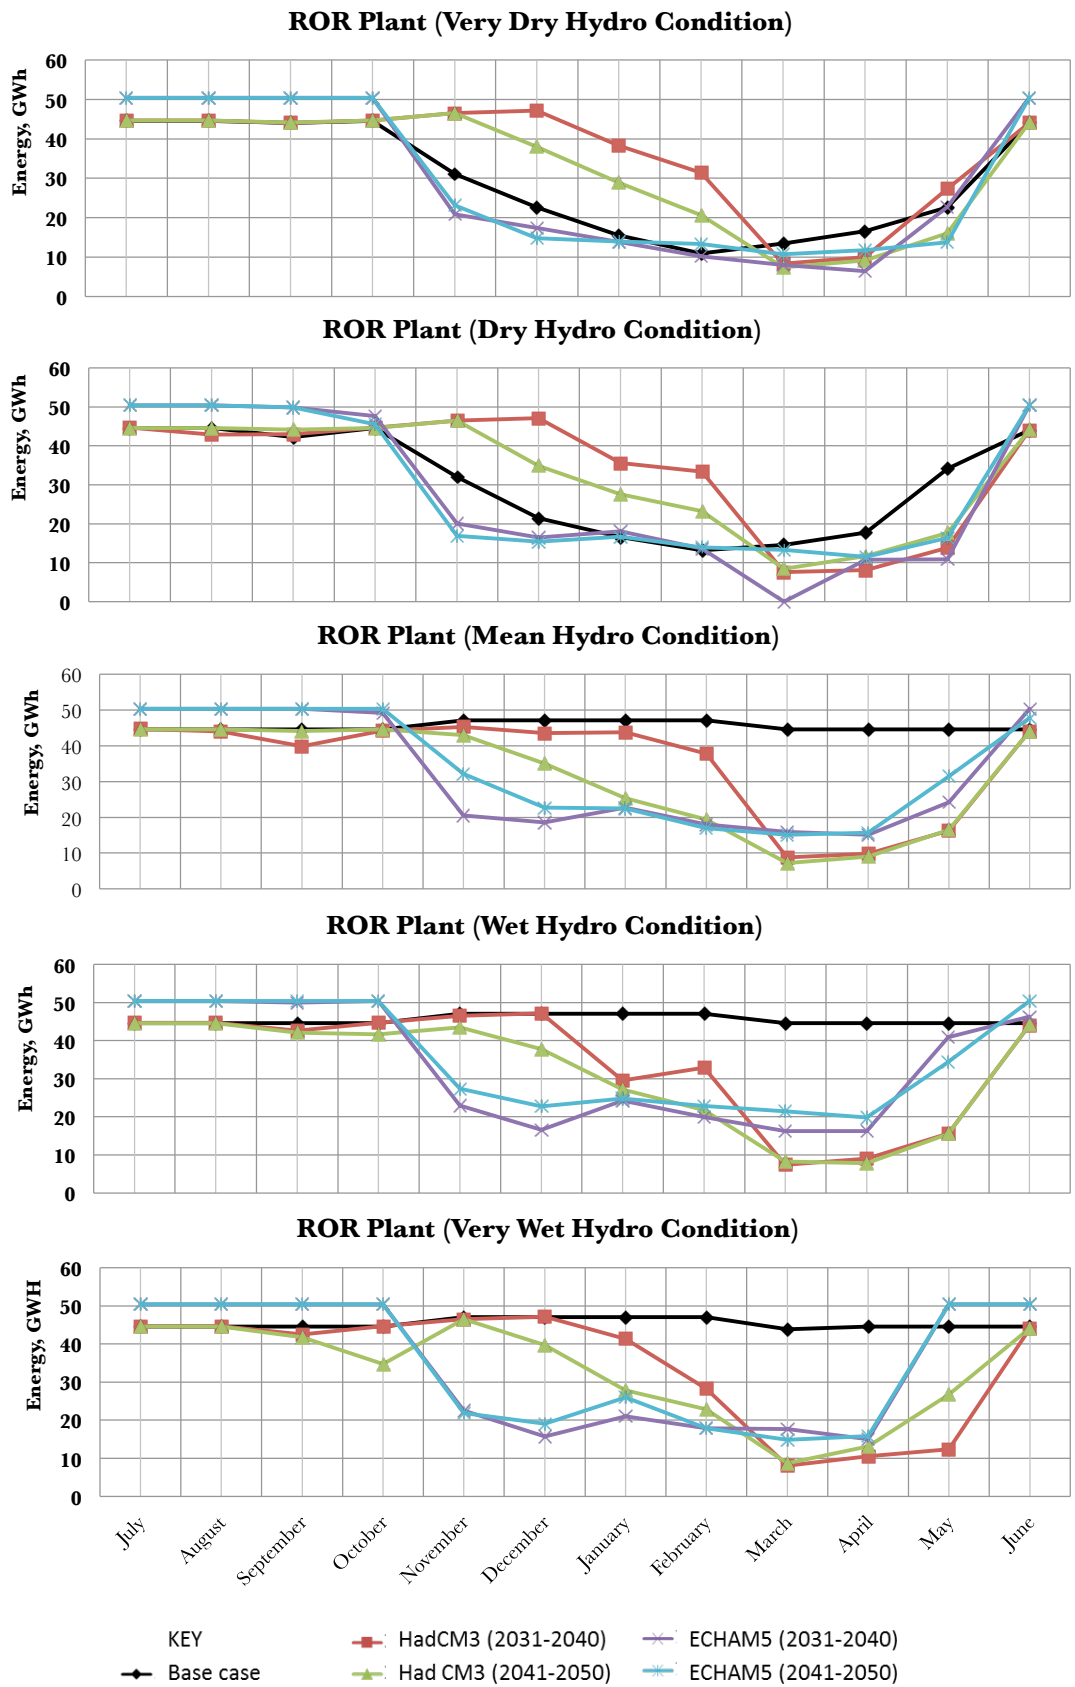 ROR Plant (Very Dry Hydro Condition)
Energy, GWh
60
50
40
30
20
10
0
ROR Plant (Dry Hydro Condition)
Energy, GWh
60
50
40
30
20
10
0
ROR Plant (Mean Hydro Condition)
Energy, GWh
60
50
40
30
20
10
0
ROR Plant (Wet Hydro Condition)
Energy, GWh
60
50
40
30
20
10
0
ROR Plant (Very Wet Hydro Condition)
Energy, GWH
60
50
40
30
20
10
0
July August September October November December January February March April May June
KEY HadCM3 (2031-2040) ECHAM5 (2031-2040)
Base case Had CM3 (2041-2050) ECHAM5 (2041-2050)